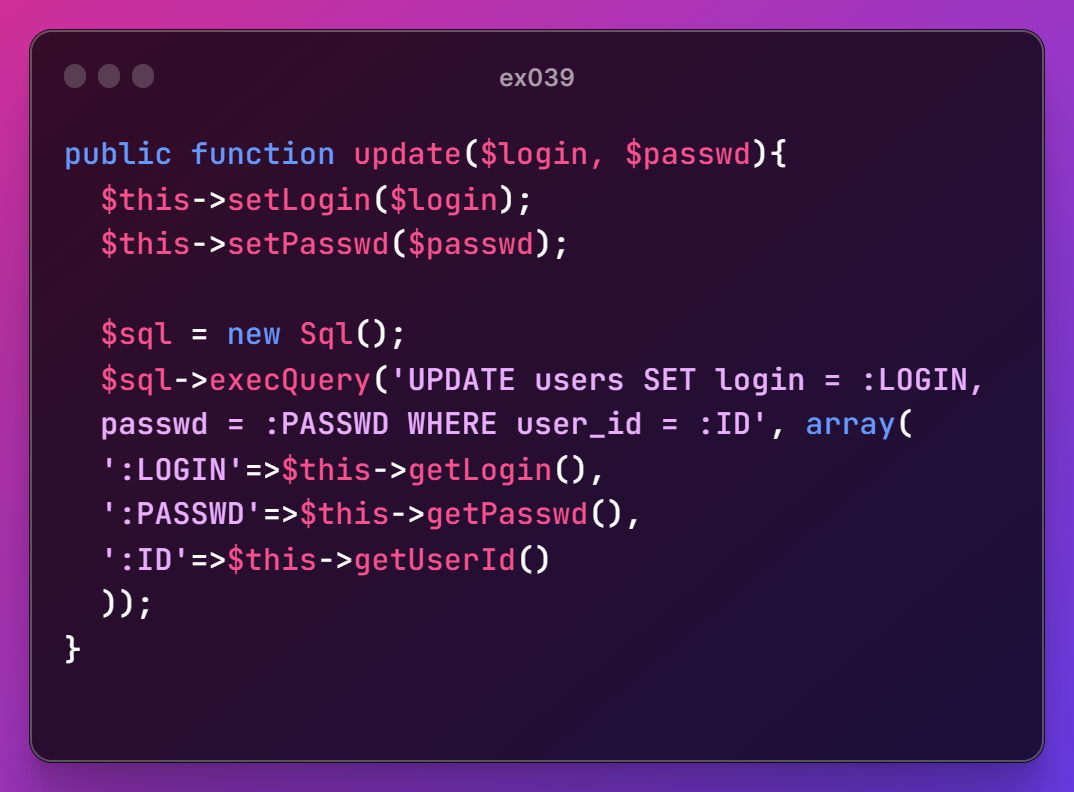 ex039
public function update($login, $passwd){
  $this->setLogin($login);
  $this->setPasswd($passwd);

  $sql = new Sql();
  $sql->execQuery('UPDATE users SET login = :LOGIN,
  passwd = :PASSWD WHERE user_id = :ID', array(
  ':LOGIN'=>$this->getLogin(),
  ':PASSWD'=>$this->getPasswd(),
  ':ID'=>$this->getUserId()
  ));
}